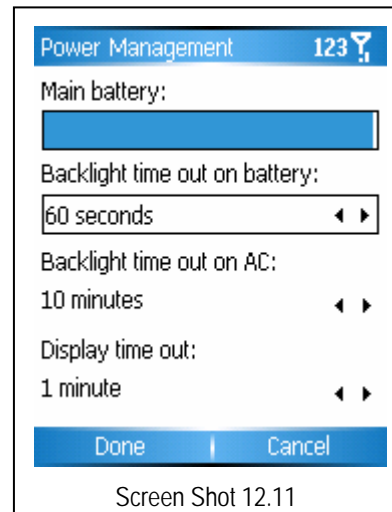 Power Management 123
Main battery:
Backlight time out on battery:
60 seconds
Backlight time out on AC:
10 minutes
Display time out:
1 minute
Done Cancel
Screen Shot 12.11